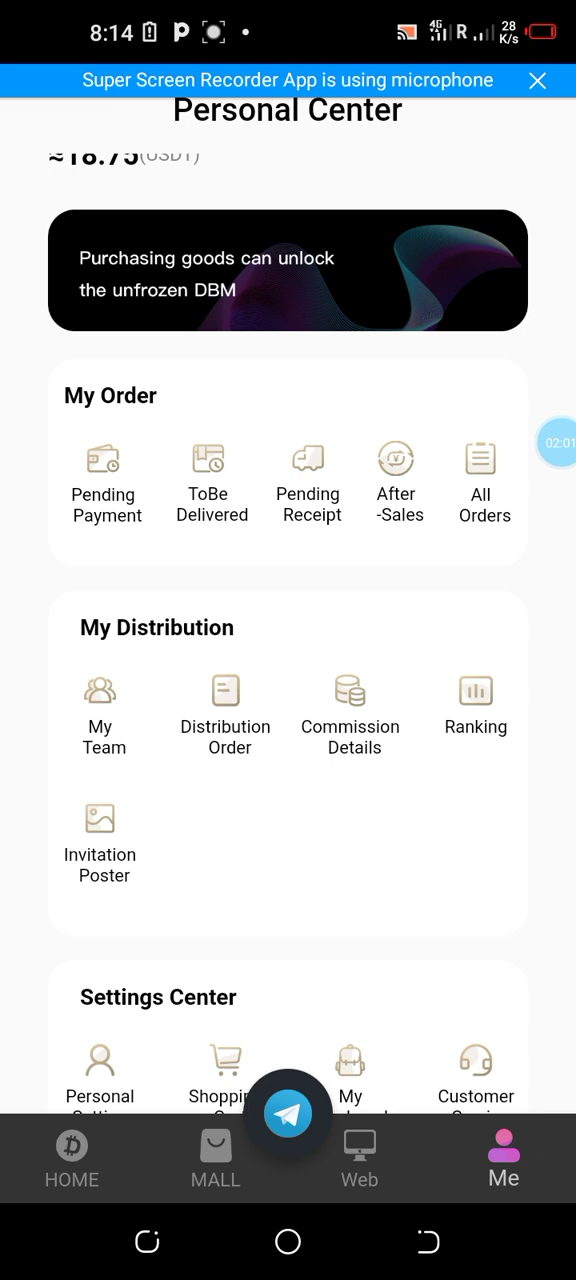 8:14
4G R 28 K/s
Super Screen Recorder App is using microphone
Personal Center
≈18.75(USDT)
Purchasing goods can unlock
the unfrozen DBM
My Order
02:01
Pending Payment
ToBe Delivered
Pending Receipt
After -Sales
All Orders
My Distribution
My Team
Distribution Order
Commission Details
Ranking
Invitation Poster
Settings Center
Personal
My
Customer
HOME
MALL
Web
Me